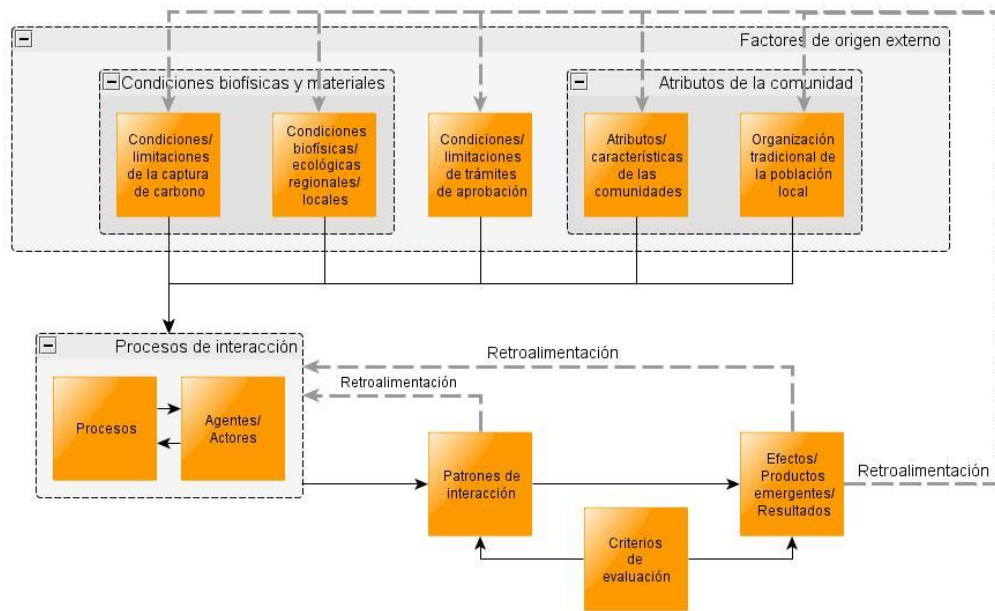 Factores de origen externo
Condiciones biofísicas y materiales
Atributos de la comunidad
Condiciones/
limitaciones
de la captura
de carbono
Condiciones
biofísicas/
ecológicas
regionales/
locales
Condiciones/
limitaciones
de trámites
de aprobación
Atributos/
características
de las
comunidades
Organización
tradicional de
la población
local
Procesos de interacción
Procesos
Agentes/
Actores
Retroalimentación
Retroalimentación
Patrones de
interacción
Efectos/
Productos
emergentes/
Resultados
Retroalimentación
Criterios
de
evaluación